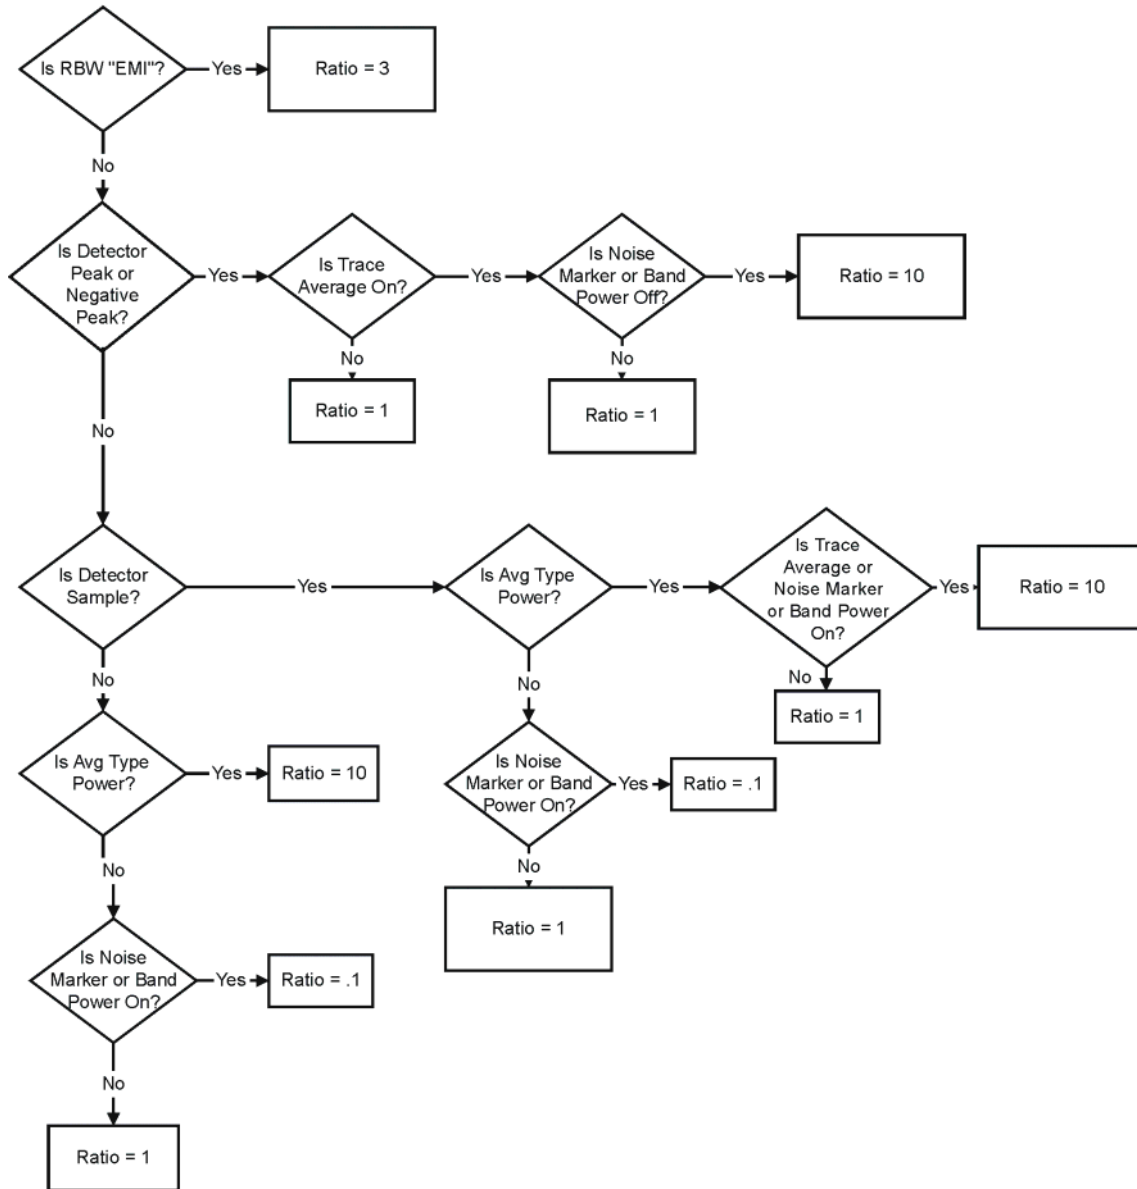 Is RBW "EMI"?
Yes
Ratio = 3
No
Is Detector
Peak or
Negative
Peak?
Yes
Is Trace
Average On?
Yes
Is Noise
Marker or Band
Power Off?
Yes
Ratio = 10
No
Ratio = 1
No
Ratio = 1
No
Is Detector
Sample?
Yes
Is Avg Type
Power?
Yes
Is Trace
Average or
Noise Marker
or Band Power
On?
Yes
Ratio = 10
No
Ratio = 1
No
Is Noise
Marker or Band
Power On?
Yes
Ratio = .1
No
Ratio = 1
No
Is Avg Type
Power?
Yes
Ratio = 10
No
Is Noise
Marker or Band
Power On?
Yes
Ratio = .1
No
Ratio = 1